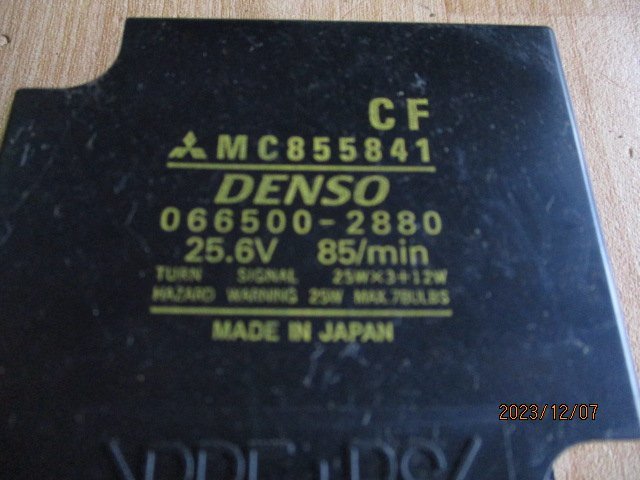 CF
MC855841
DENSO
066500-2880
25.6V 85/min
TURN SIGNAL 25W×3+12W
HAZARD WARNING 25W MAX.7BULBS
MADE IN JAPAN
2023/12/07